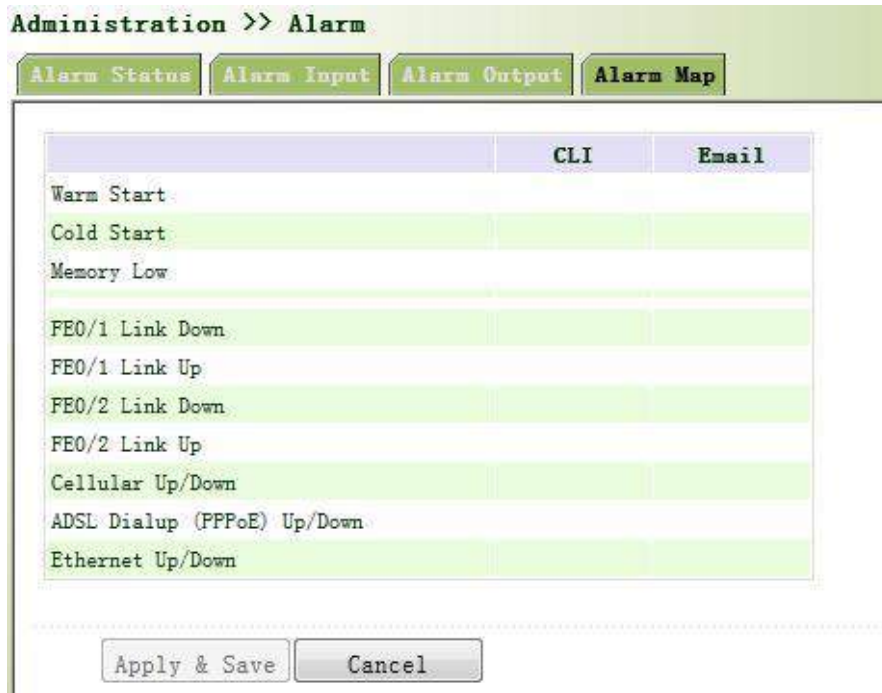 Administration >> Alarm
Alarm Status Alarm Input Alarm Output Alarm Map
CLI Email
Warm Start
Cold Start
Memory Low
FE0/1 Link Down
FE0/1 Link Up
FE0/2 Link Down
FE0/2 Link Up
Cellular Up/Down
ADSL Dialup (PPPoE) Up/Down
Ethernet Up/Down
Apply & Save Cancel